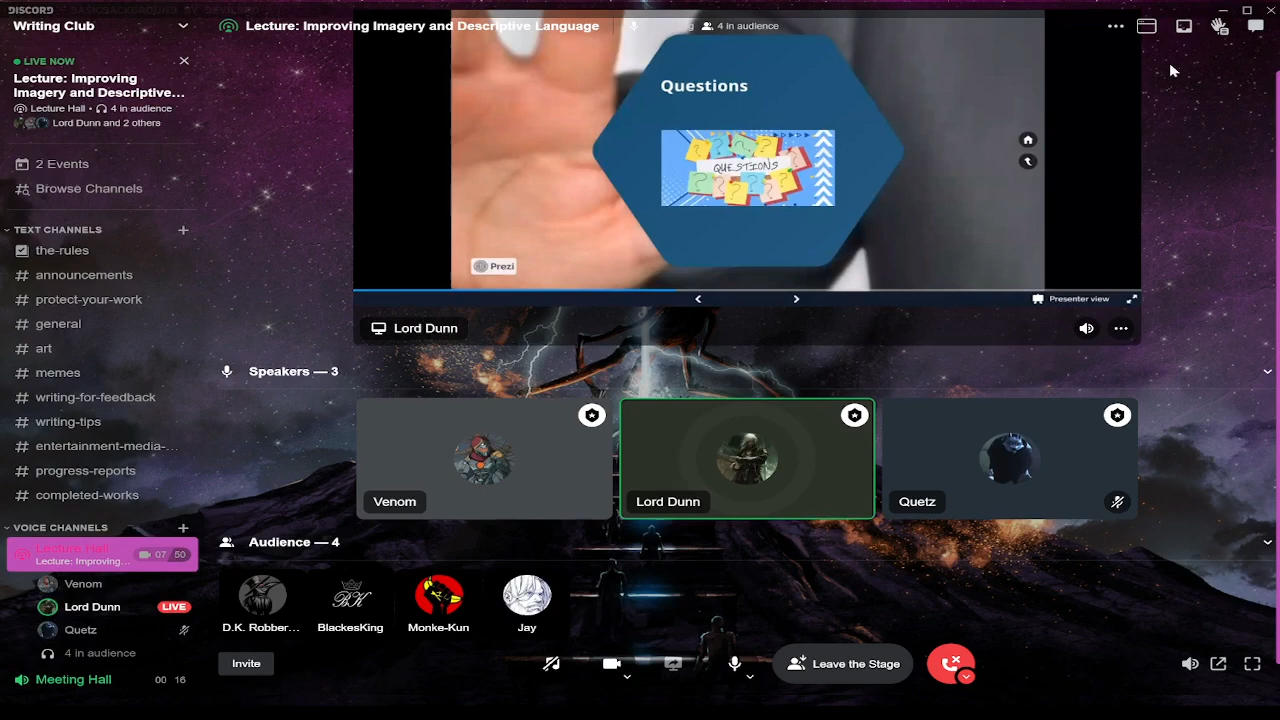 DISCORD
Writing Club
Lecture: Improving Imagery and Descriptive Language
4 in audience
LIVE NOW
Lecture: Improving
Imagery and Descriptive...
Lecture Hall • 4 in audience
Lord Dunn and 2 others
2 Events
Browse Channels
TEXT CHANNELS
the-rules
announcements
protect-your-work
general
art
memes
writing-for-feedback
writing-tips
entertainment-media-...
progress-reports
completed-works
VOICE CHANNELS
Lecture Hall
Lecture: Improving...
07 50
Venom
Lord Dunn
LIVE
Quetz
4 in audience
Meeting Hall
00 16
Questions
QUESTIONS
Prezi
Presenter view
Lord Dunn
Speakers — 3
Venom
Lord Dunn
Quetz
Audience — 4
BK
D.K. Robber...
BlackesKing
Monke-Kun
Jay
Invite
Leave the Stage